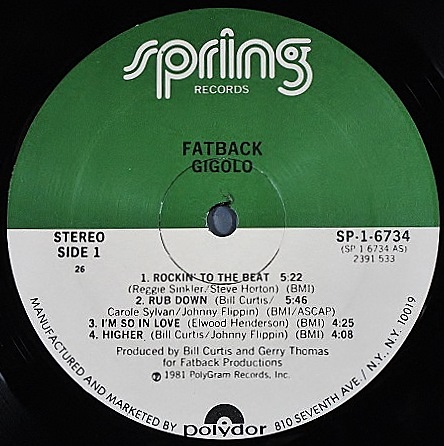 spring
RECORDS
FATBACK
GIGOLO
STEREO
SIDE 1
26
SP-1-6734
(SP 1 6734 AS)
2391 533
1. ROCKIN' TO THE BEAT 5:22
(Reggie Sinkler/Steve Horton) (BMI)
2. RUB DOWN (Bill Curtis/ 5:46
Carole Sylvan/Johnny Flippin) (BMI/ASCAP)
3. I'M SO IN LOVE (Elwood Henderson) (BMI) 4:25
4. HIGHER (Bill Curtis/Johnny Flippin) (BMI) 4:08
Produced by Bill Curtis and Gerry Thomas
for Fatback Productions
℗ 1981 PolyGram Records, Inc.
MANUFACTURED AND MARKETED BY polydor 810 SEVENTH AVE./ N.Y., N.Y. 10019